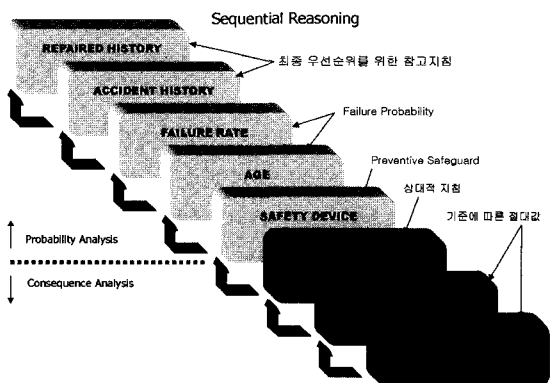 Sequential Reasoning
REPAIRED HISTORY
최종 우선순위를 위한 참고지침
ACCIDENT HISTORY
Failure Probability
FAILURE RATE
Preventive Safeguard
AGE
상대적 지침
SAFETY DEVICE
기준에 따른 절대값
Probability Analysis
Consequence Analysis